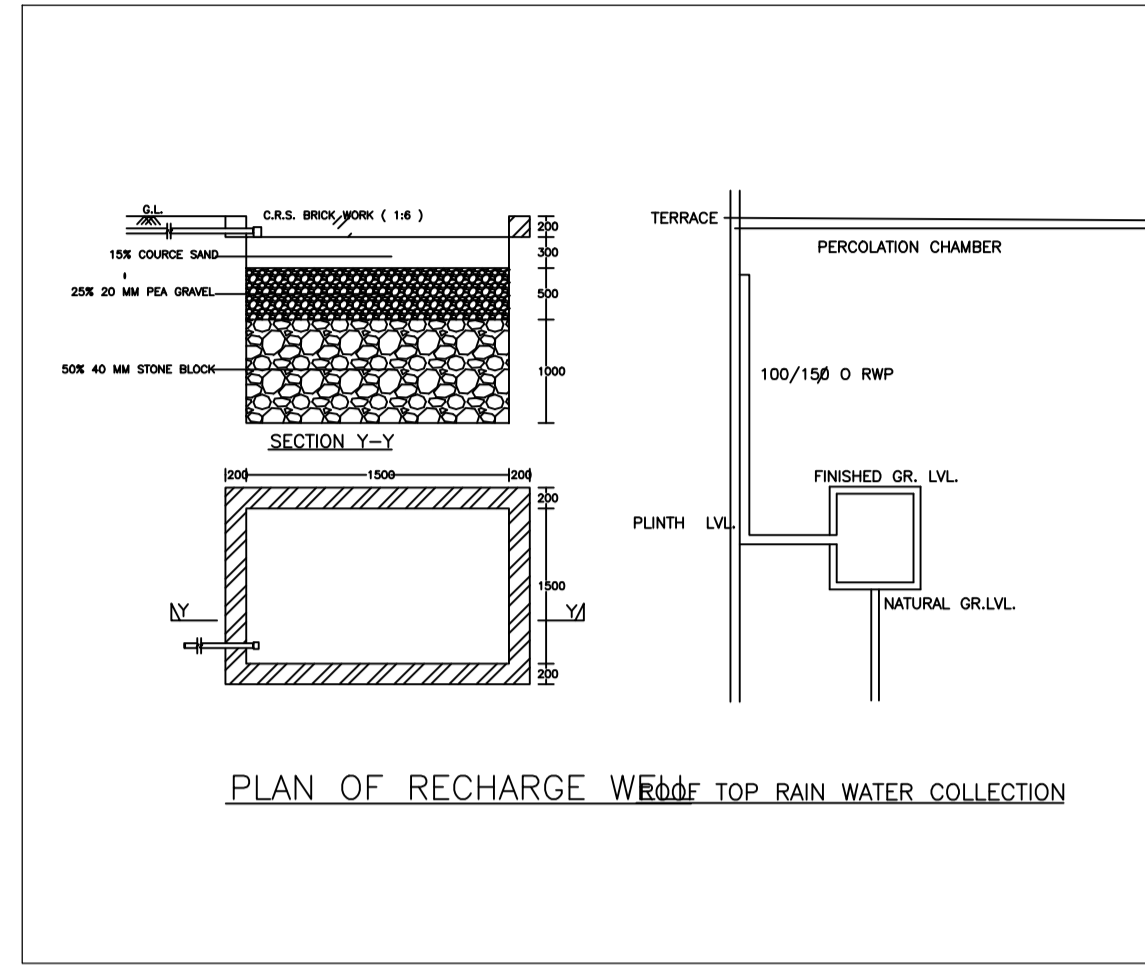 G.L.
C.R.S. BRICK WORK ( 1:6 )
200
15% COURCE SAND
300
25% 20 MM PEA GRAVEL
500
50% 40 MM STONE BLOCK
1000
SECTION Y-Y
200 1500 200
200
1500
Y Y
200
PLAN OF RECHARGE WELL
TERRACE
PERCOLATION CHAMBER
100/150 O RWP
FINISHED GR. LVL.
PLINTH LVL.
NATURAL GR.LVL.
ROOF TOP RAIN WATER COLLECTION